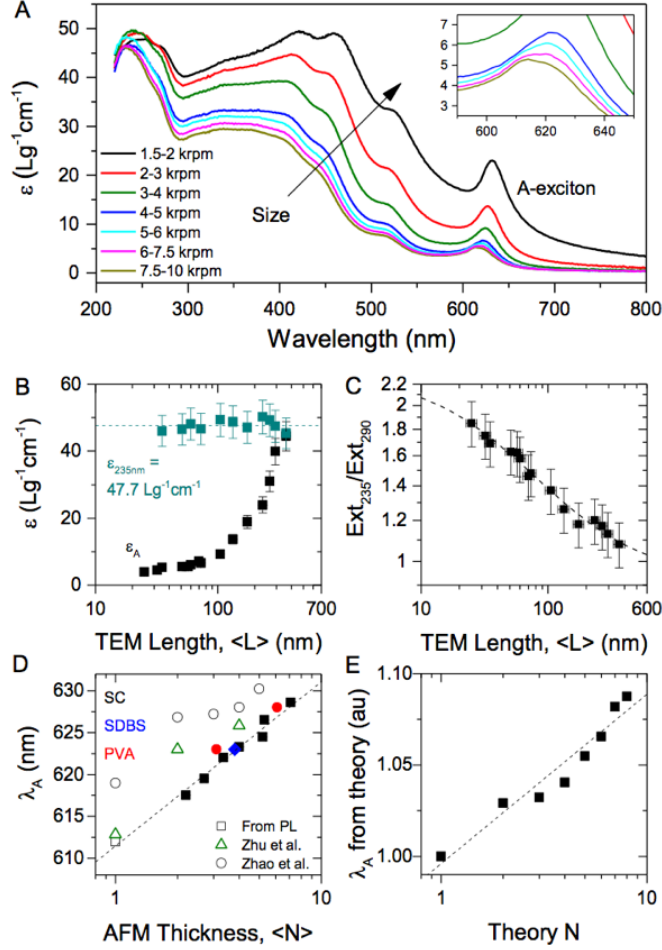 A
ε (Lg⁻¹cm⁻¹)
60
50
40
30
20
10
0
1.5-2 krpm
2-3 krpm
3-4 krpm
4-5 krpm
5-6 krpm
6-7.5 krpm
7.5-10 krpm
Size
A-exciton
7
6
5
4
3
600 620 640
200 300 400 500 600 700 800
Wavelength (nm)
B
ε (Lg⁻¹cm⁻¹)
60
40
20
0
ε235nm =
47.7 Lg⁻¹cm⁻¹
εA
10 100 700
TEM Length, <L> (nm)
C
Ext235/Ext290
2.2
2
1.8
1.6
1.4
1.2
1
10 100 600
TEM Length, <L> (nm)
D
λA (nm)
630
625
620
615
610
SC
SDBS
PVA
From PL
Zhu et al.
Zhao et al.
1 10
AFM Thickness, <N>
E
λA from theory (au)
1.10
1.05
1.00
1 10
Theory N